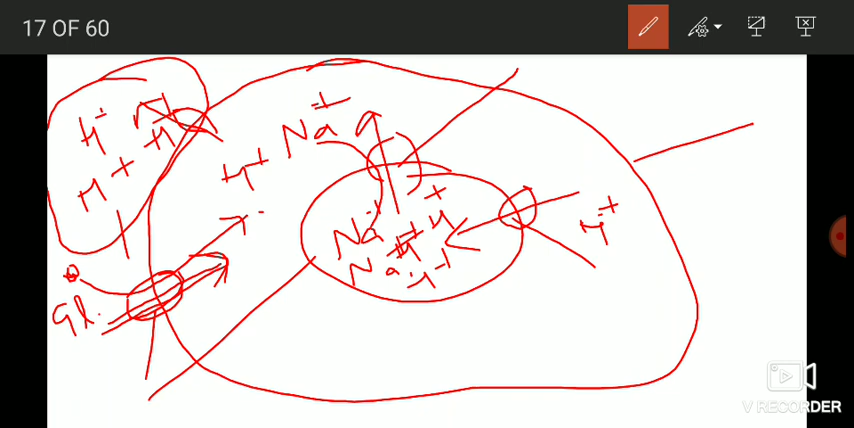 17 OF 60
H⁺
H⁺ H⁺
H⁺ Na⁺
Na⁺ H⁺
Na⁺ H⁺
H⁺
H⁺
Gl.
V RECORDER